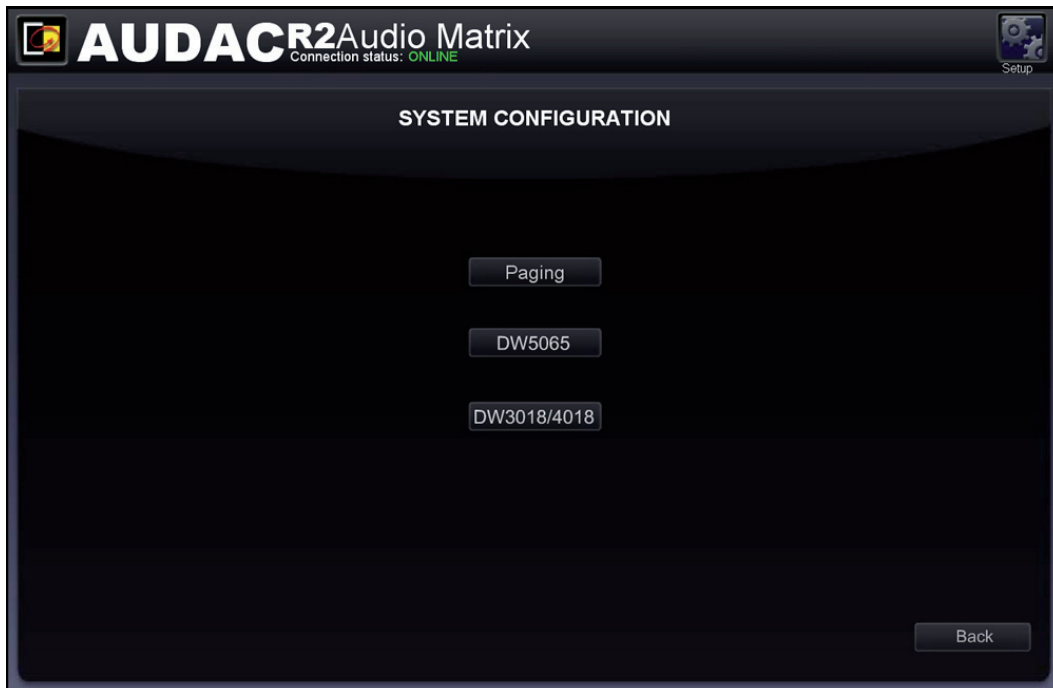 AUDAC R2 Audio Matrix
Connection status: ONLINE
Setup
SYSTEM CONFIGURATION
Paging
DW5065
DW3018/4018
Back